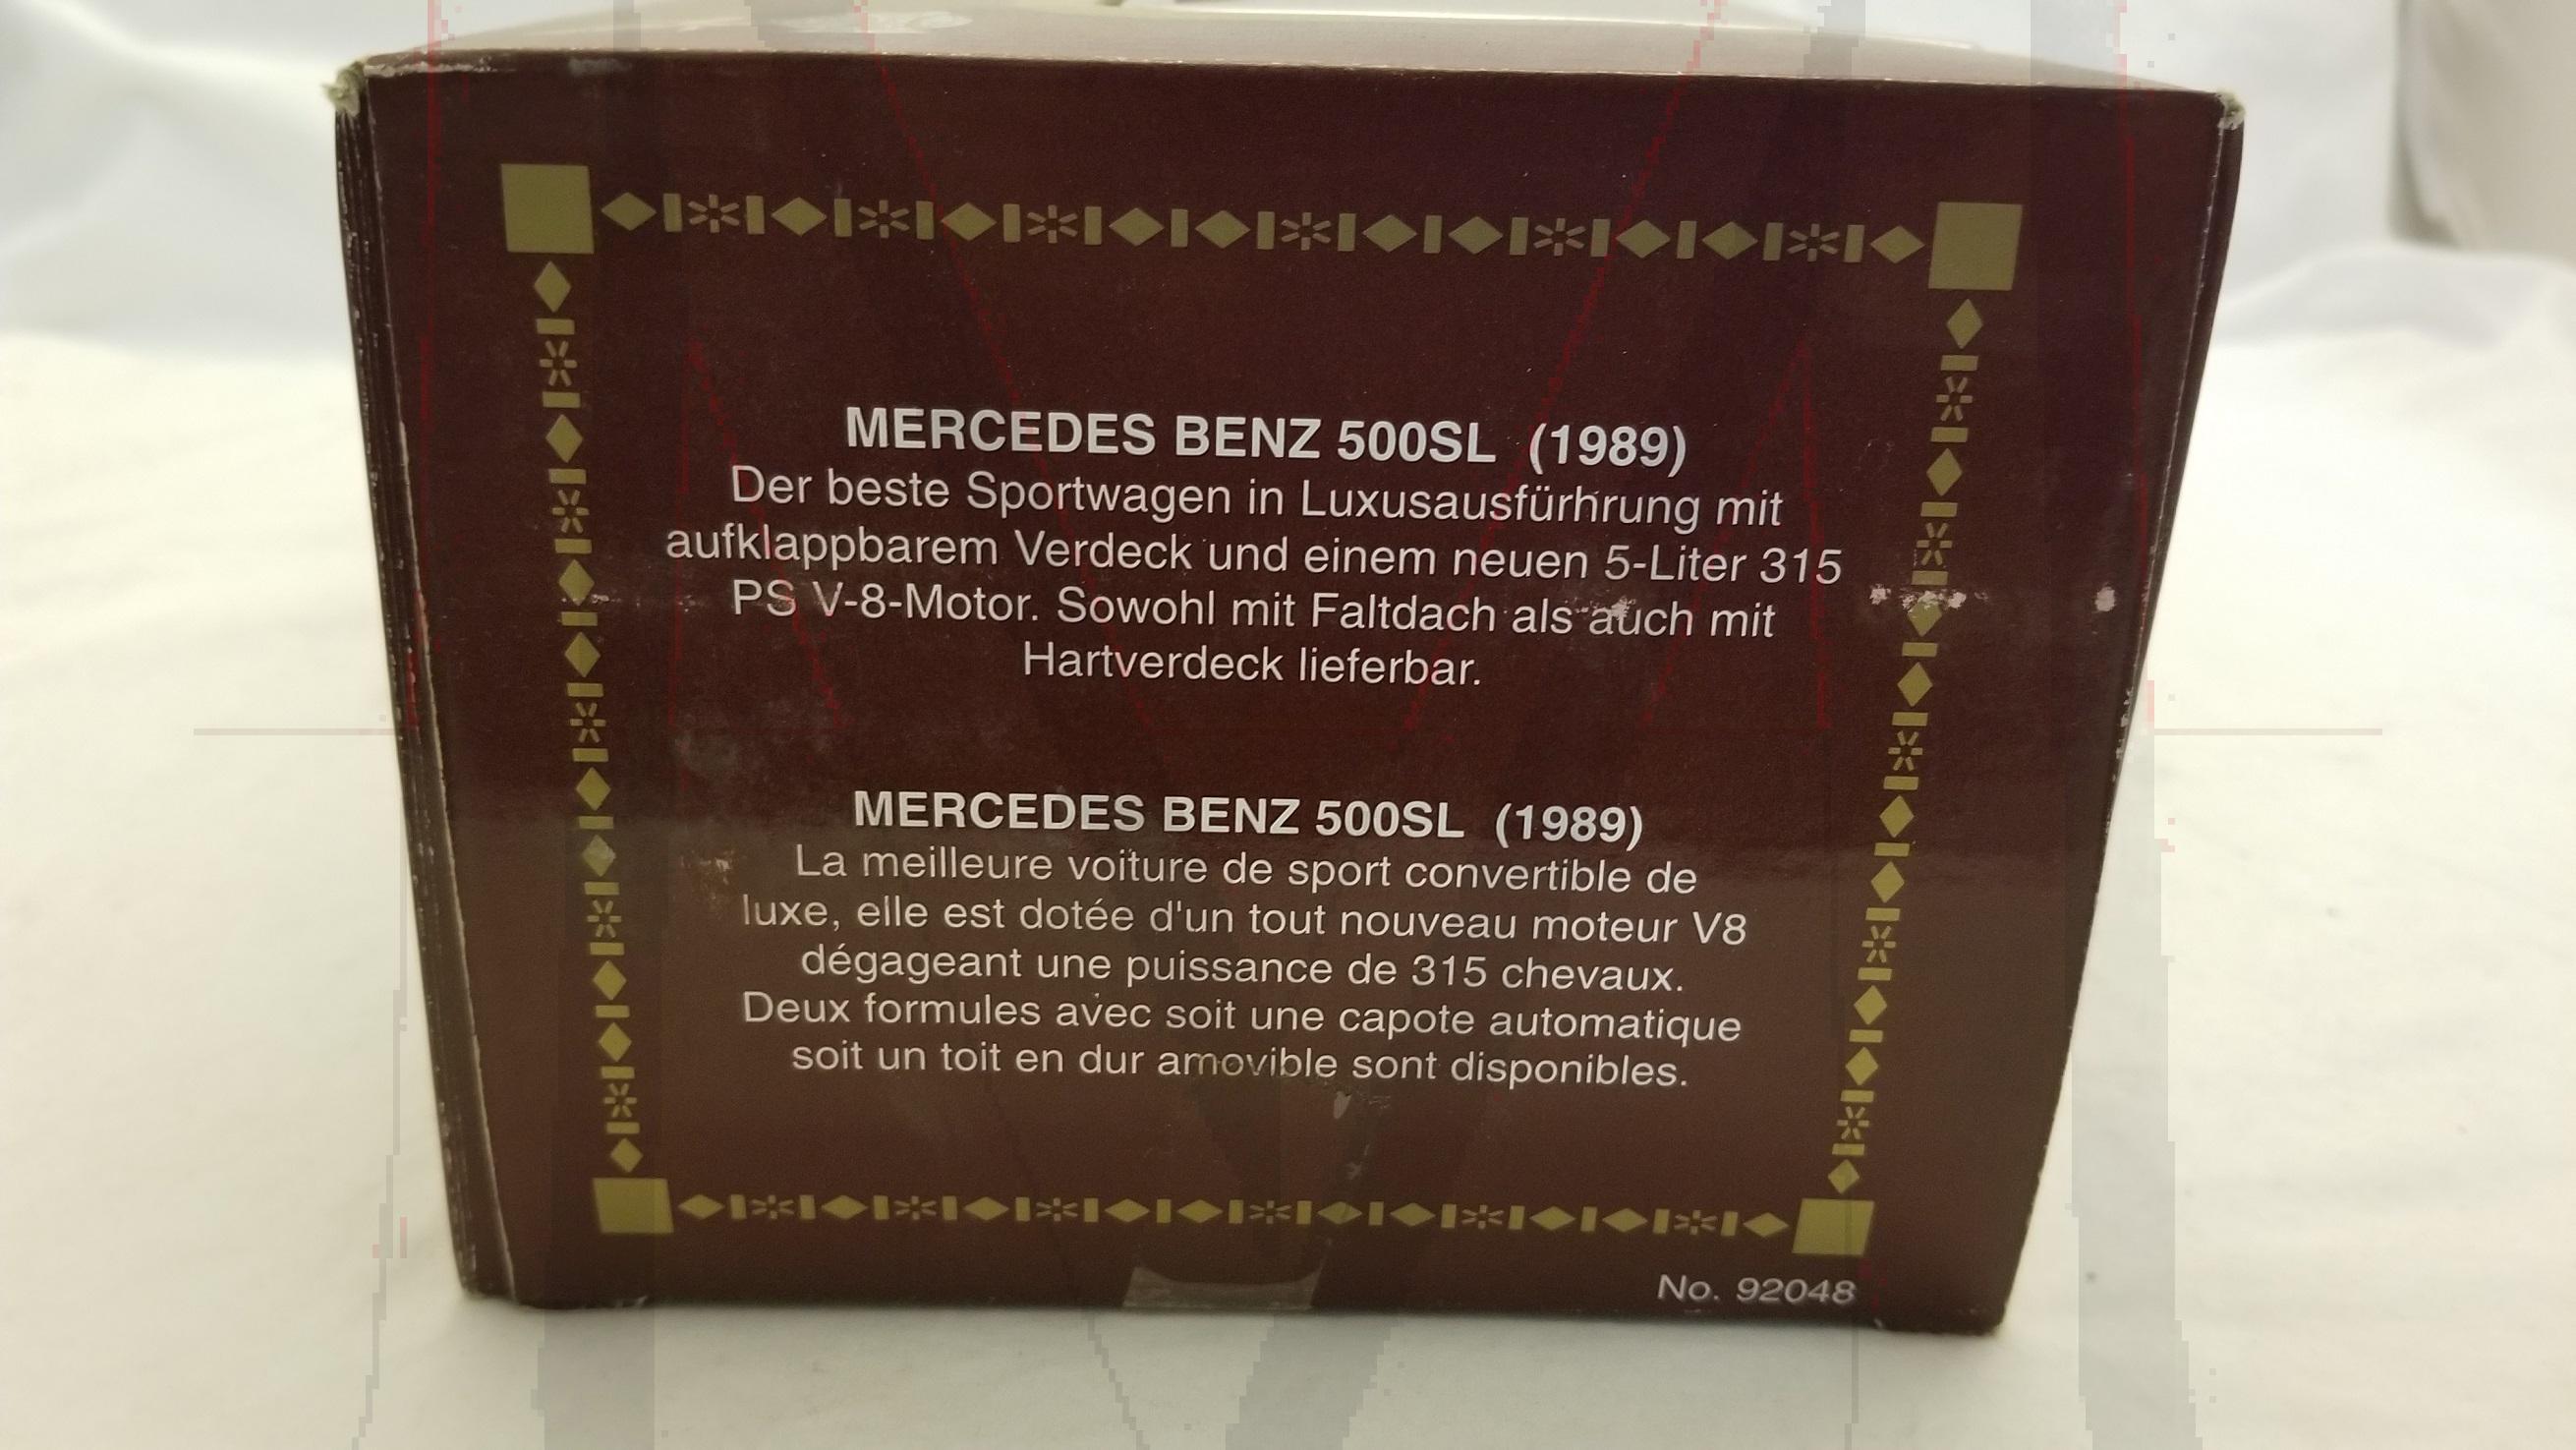 MERCEDES BENZ 500SL (1989)
Der beste Sportwagen in Luxusausfürhrung mit
aufklappbarem Verdeck und einem neuen 5-Liter 315
PS V-8-Motor. Sowohl mit Faltdach als auch mit
Hartverdeck lieferbar.
MERCEDES BENZ 500SL (1989)
La meilleure voiture de sport convertible de
luxe, elle est dotée d'un tout nouveau moteur V8
dégageant une puissance de 315 chevaux.
Deux formules avec soit une capote automatique
soit un toit en dur amovible sont disponibles.
No. 92048